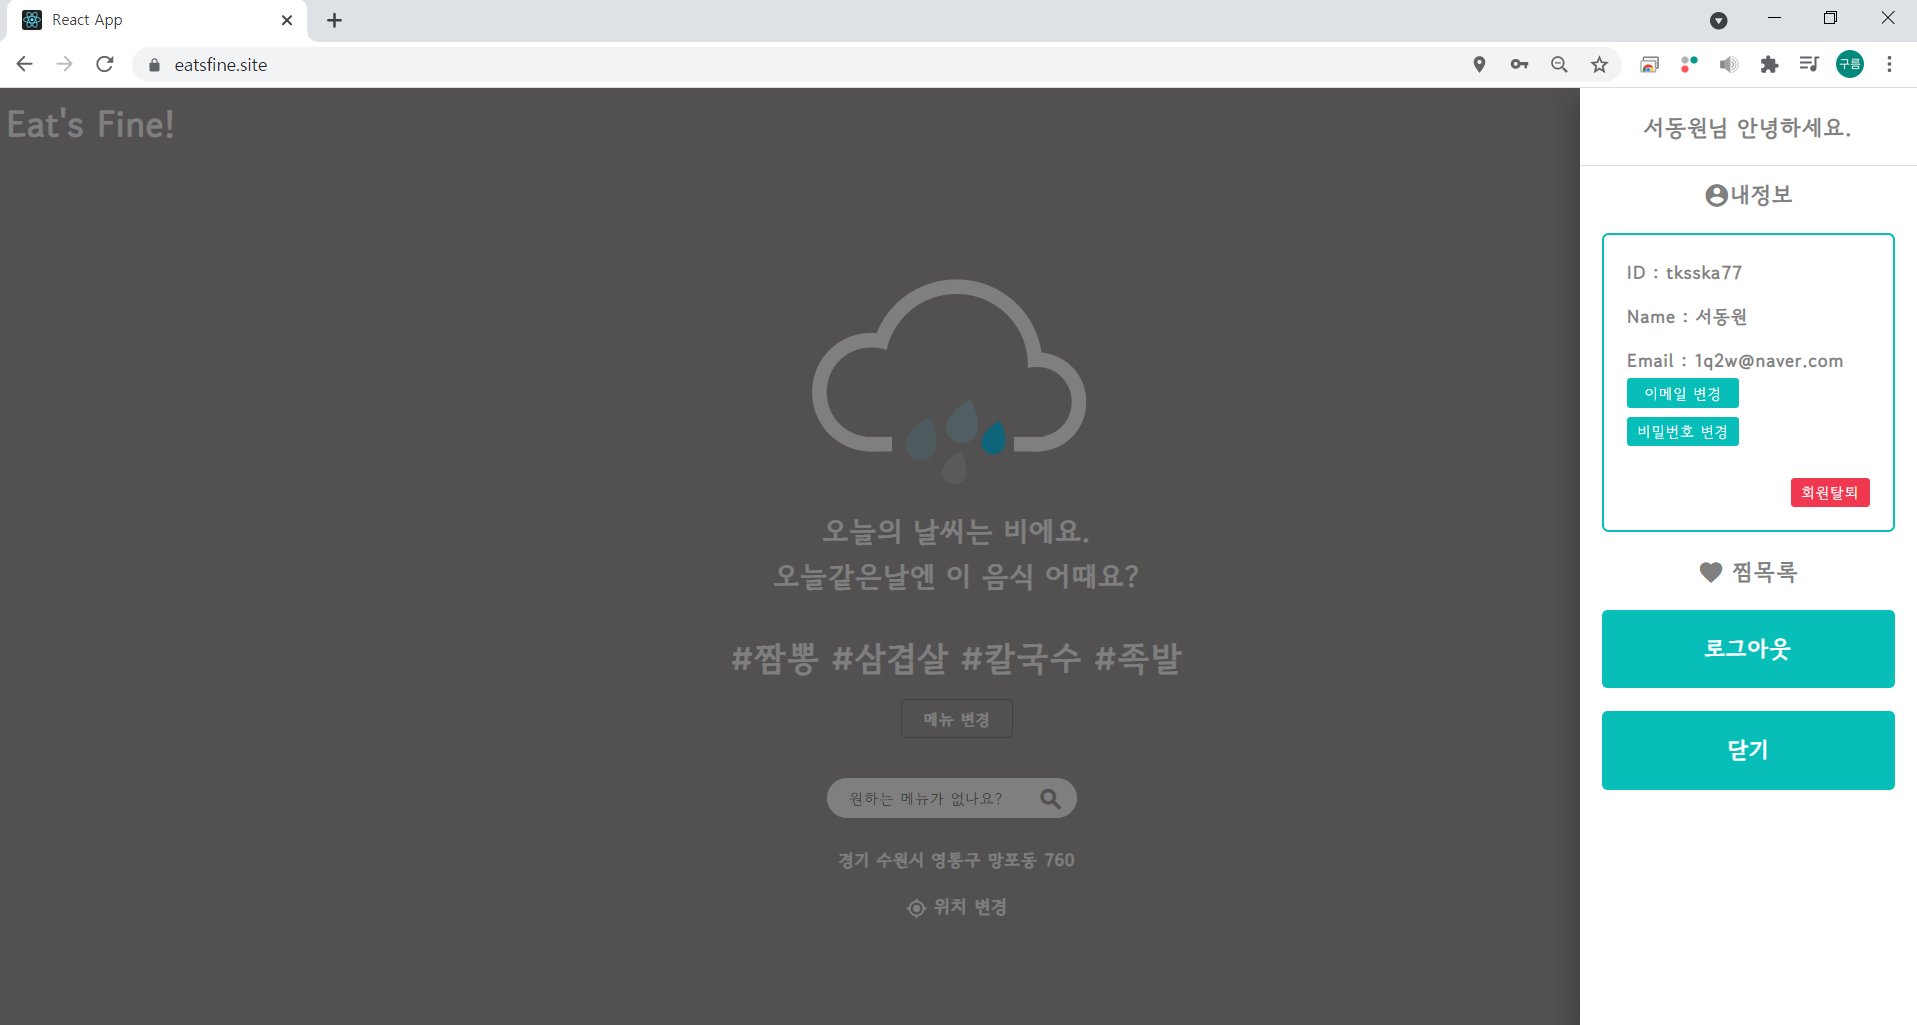 React App
eatsfine.site
구름
Eat's Fine!
오늘의 날씨는 비에요.
오늘같은날엔 이 음식 어때요?
#짬뽕 #삼겹살 #칼국수 #족발
메뉴 변경
원하는 메뉴가 없나요?
경기 수원시 영통구 망포동 760
위치 변경
서동원님 안녕하세요.
내정보
ID : tksska77
Name : 서동원
Email : 1q2w@naver.com
이메일 변경
비밀번호 변경
회원탈퇴
찜목록
로그아웃
닫기